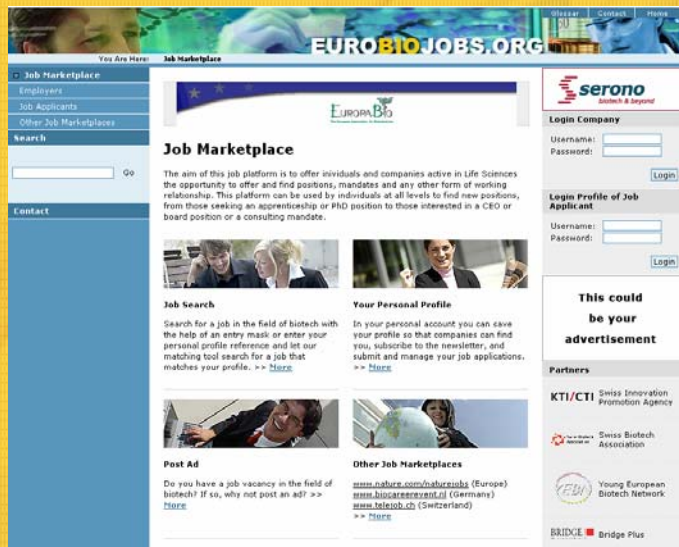 Glossar Contact Home
EUROBIOJOBS.ORG
You Are Here: Job Marketplace
Job Marketplace
Employers
Job Applicants
Other Job Marketplaces
Search
Go
Contact
EUROPABIO
Job Marketplace
The aim of this job platform is to offer inividuals and companies active in Life Sciences
the opportunity to offer and find positions, mandates and any other form of working
relationship. This platform can be used by individuals at all levels to find new positions,
from those seeking an apprenticeship or PhD position to those interested in a CEO or
board position or a consulting mandate.
Job Search
Search for a job in the field of biotech with
the help of an entry mask or enter your
personal profile reference and let our
matching tool search for a job that
matches your profile. >> More
Your Personal Profile
In your personal account you can save
your profile so that companies can find
you, subscribe to the newsletter, and
submit and manage your job applications.
>> More
Post Ad
Do you have a job vacancy in the field of
biotech? If so, why not post an ad? >>
More
Other Job Marketplaces
www.nature.com/naturejobs (Europe)
www.biocareerevent.nl (Germany)
www.telejob.ch (Switzerland)
>> More
serono
biotech & beyond
Login Company
Username:
Password:
Login
Login Profile of Job
Applicant
Username:
Password:
Login
This could
be your
advertisement
Partners
KTI/CTI Swiss Innovation
Promotion Agency
Swiss Biotech
Association
YEBN Young European
Biotech Network
BRIDGE Bridge Plus